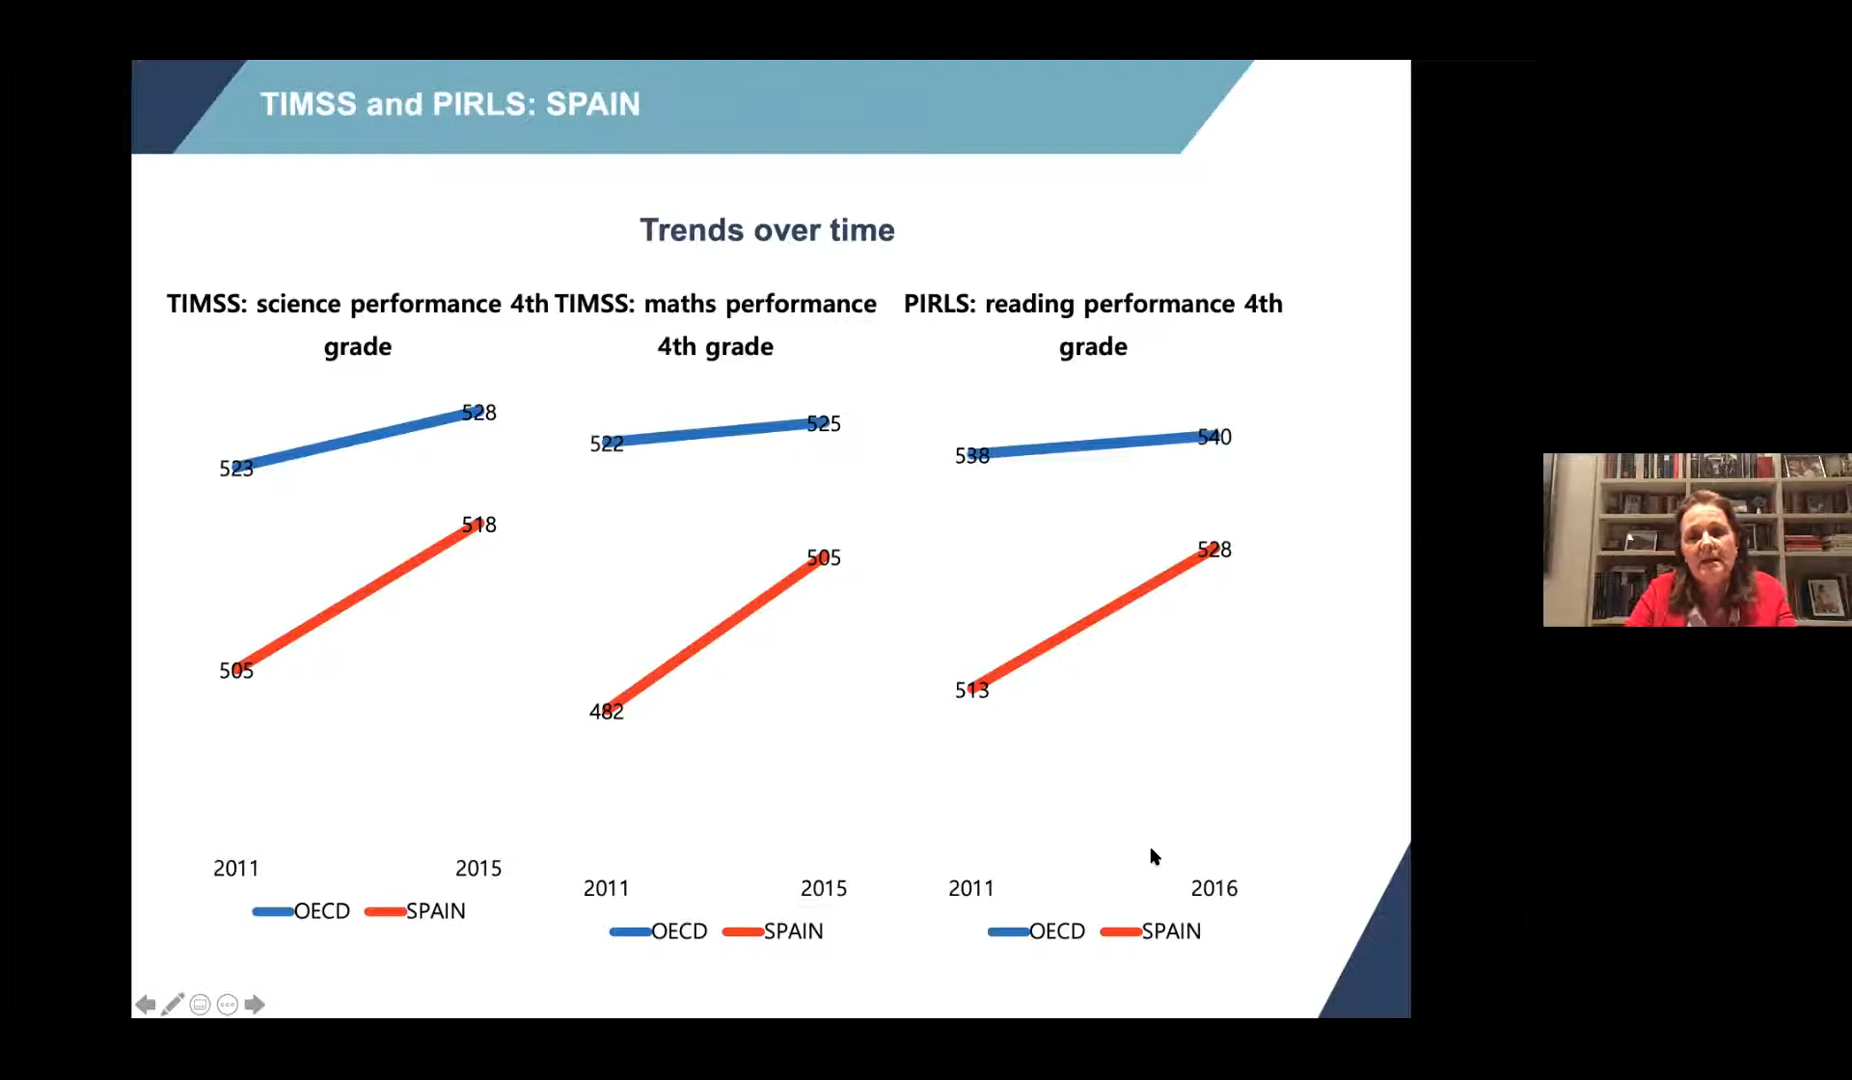 TIMSS and PIRLS: SPAIN
Trends over time
TIMSS: science performance 4th
grade
528
523
518
505
2011 2015
OECD SPAIN
TIMSS: maths performance
4th grade
525
522
505
482
2011 2015
OECD SPAIN
PIRLS: reading performance 4th
grade
540
538
528
513
2011 2016
OECD SPAIN